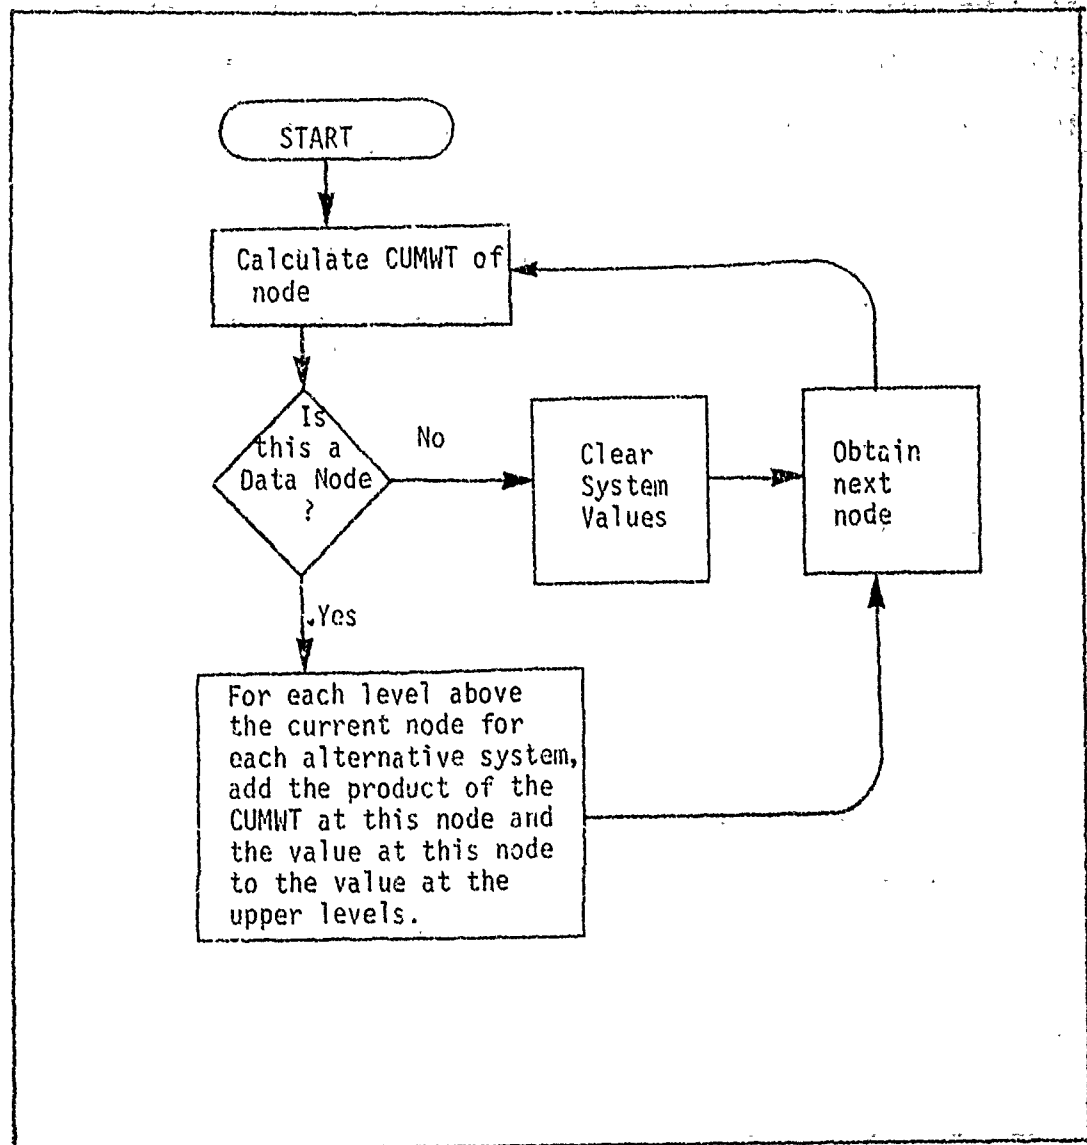 START
Calculate CUMWT of
node
Is
this a
Data Node
?
No
Clear
System
Values
Obtain
next
node
Yes
For each level above
the current node for
each alternative system,
add the product of the
CUMWT at this node and
the value at this node
to the value at the
upper levels.